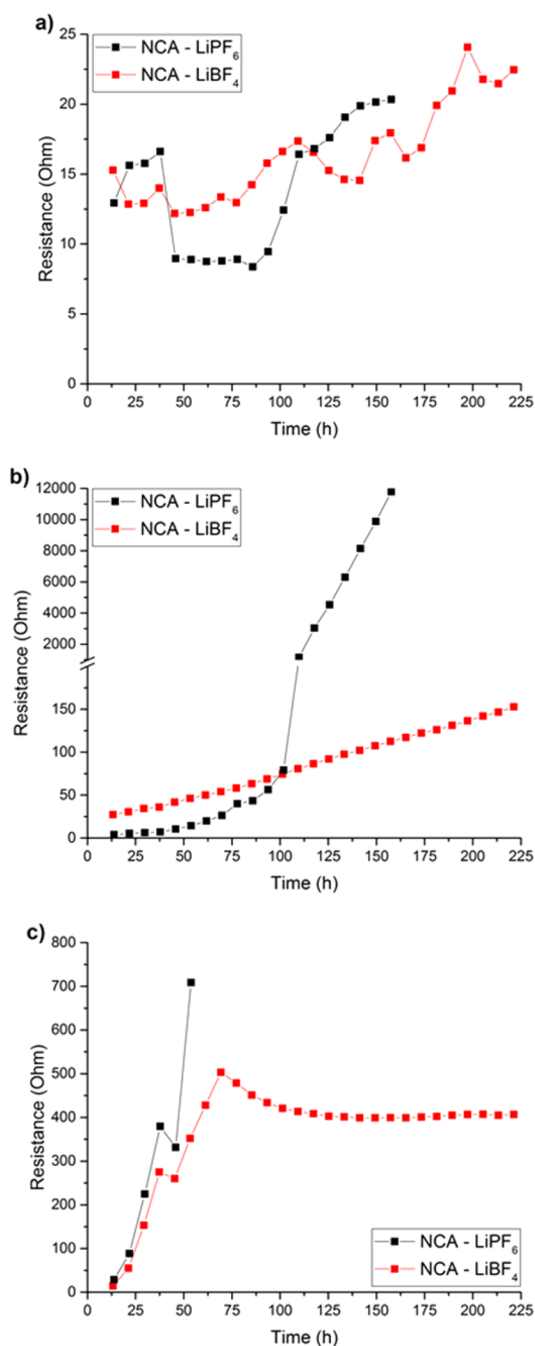 a)
NCA - LiPF₆
NCA - LiBF₄
25
20
15
10
5
0
Resistance (Ohm)
0 25 50 75 100 125 150 175 200 225
Time (h)
b)
NCA - LiPF₆
NCA - LiBF₄
12000
10000
8000
6000
4000
2000
150
100
50
0
Resistance (Ohm)
0 25 50 75 100 125 150 175 200 225
Time (h)
c)
800
700
600
500
400
300
200
100
0
Resistance (Ohm)
NCA - LiPF₆
NCA - LiBF₄
0 25 50 75 100 125 150 175 200 225
Time (h)